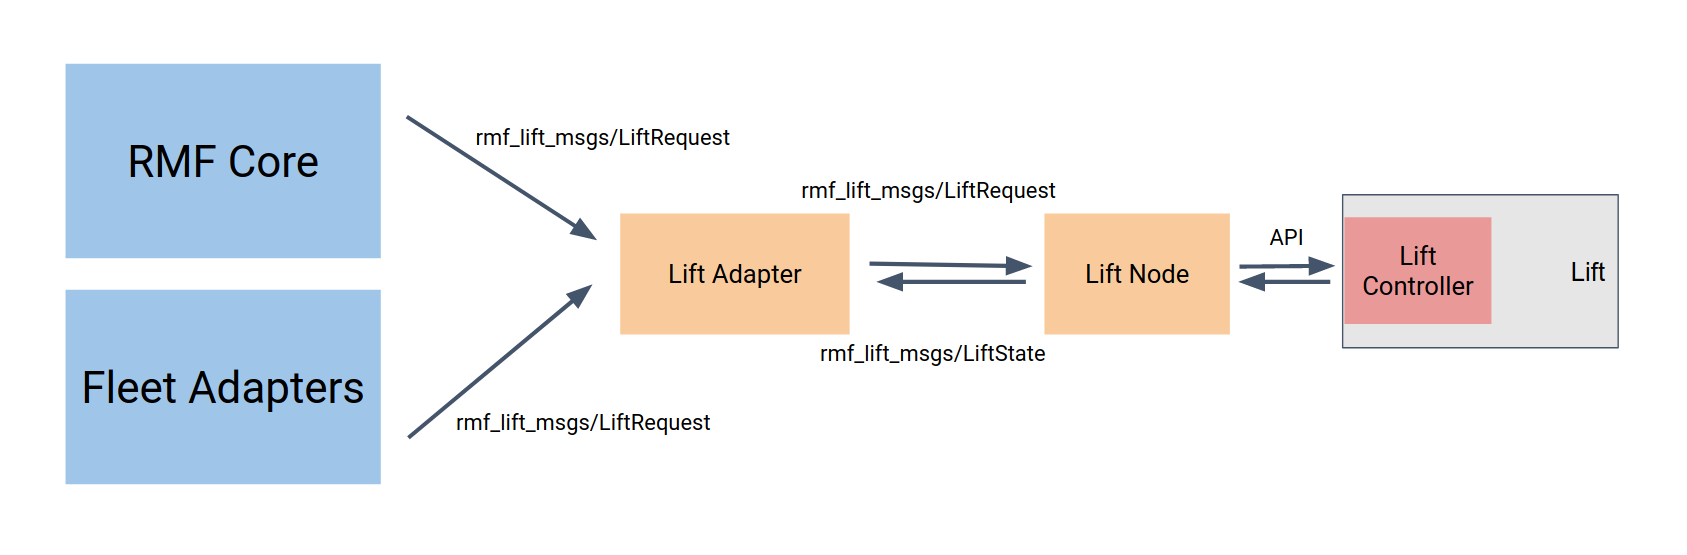 RMF Core
rmf_lift_msgs/LiftRequest
Fleet Adapters
rmf_lift_msgs/LiftRequest
Lift Adapter
rmf_lift_msgs/LiftRequest
rmf_lift_msgs/LiftState
Lift Node
API
Lift
Controller
Lift